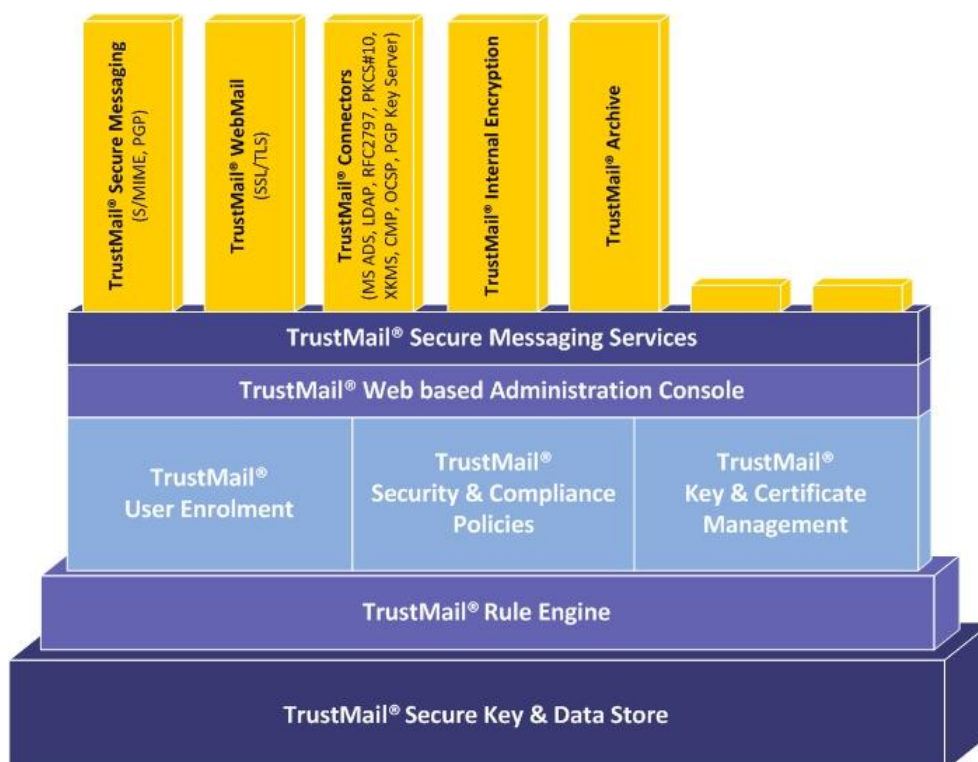 TrustMail® Secure Messaging
(S/MIME, PGP)
TrustMail® WebMail
(SSL/TLS)
TrustMail® Connectors
(MS ADS, LDAP, RFC2797, PKCS#10,
XKMS, CMP, OCSP, PGP Key Server)
TrustMail® Internal Encryption
TrustMail® Archive
TrustMail® Secure Messaging Services
TrustMail® Web based Administration Console
TrustMail®
User Enrolment
TrustMail®
Security & Compliance
Policies
TrustMail®
Key & Certificate
Management
TrustMail® Rule Engine
TrustMail® Secure Key & Data Store